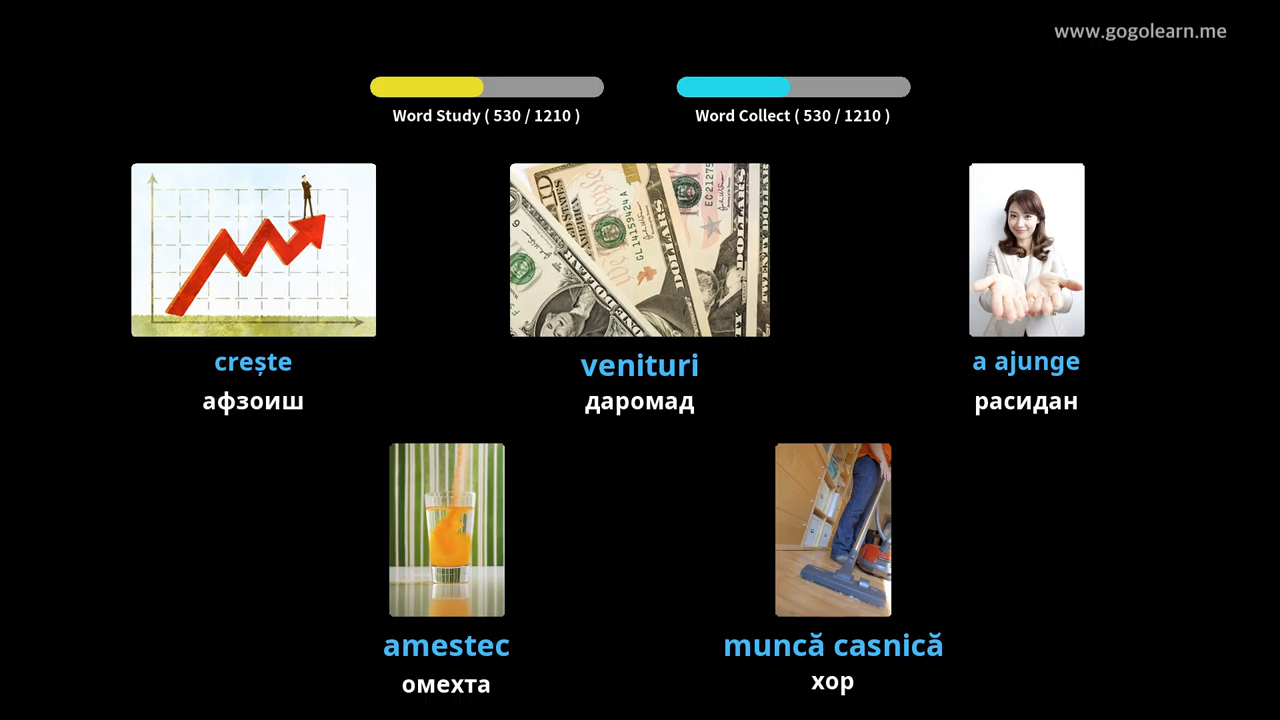 www.gogolearn.me
Word Study ( 530 / 1210 )
Word Collect ( 530 / 1210 )
crește
афзоиш
venituri
даромад
a ajunge
расидан
amestec
омехта
muncă casnică
хор